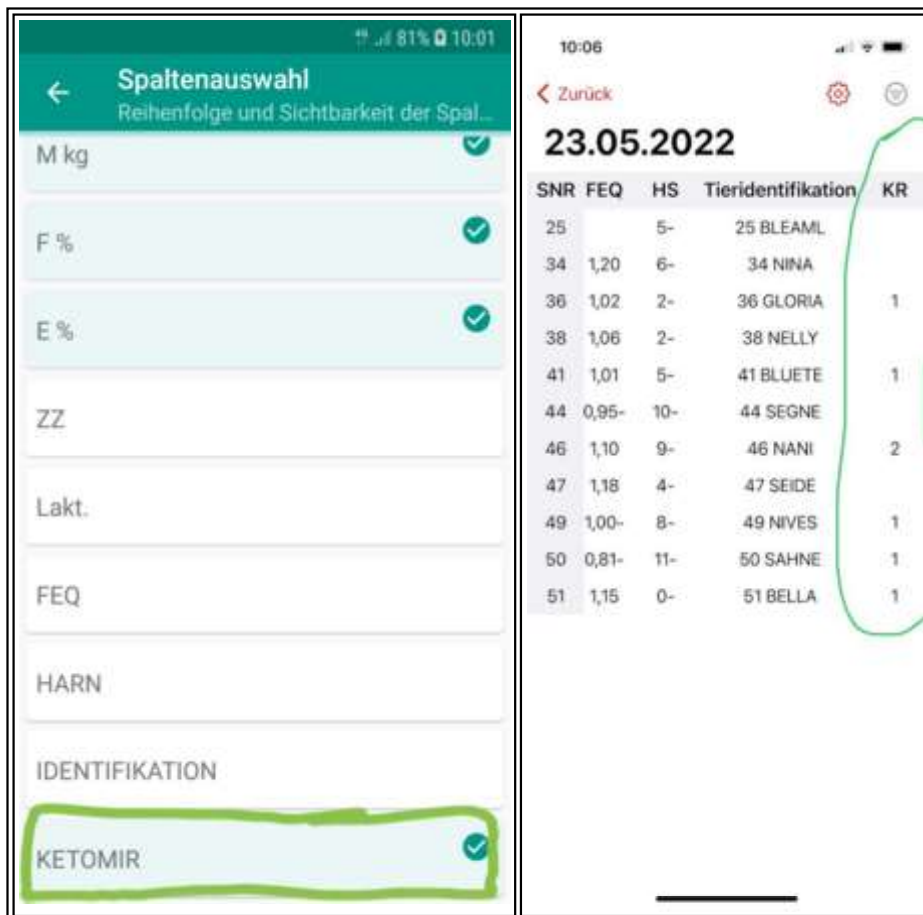 81% 10:01
Spaltenauswahl
Reihenfolge und Sichtbarkeit der Spal...
M kg
F %
E %
ZZ
Lakt.
FEQ
HARN
IDENTIFIKATION
KETOMIR
10:06
Zurück
23.05.2022
SNR FEQ HS Tieridentifikation KR
25 5- 25 BLEAML
34 1,20 6- 34 NINA
36 1,02 2- 36 GLORIA 1
38 1,06 2- 38 NELLY
41 1,01 5- 41 BLUETE 1
44 0,95- 10- 44 SEGNE
46 1,10 9- 46 NANI 2
47 1,18 4- 47 SEIDE
49 1,00- 8- 49 NIVES 1
50 0,81- 11- 50 SAHNE 1
51 1,15 0- 51 BELLA 1